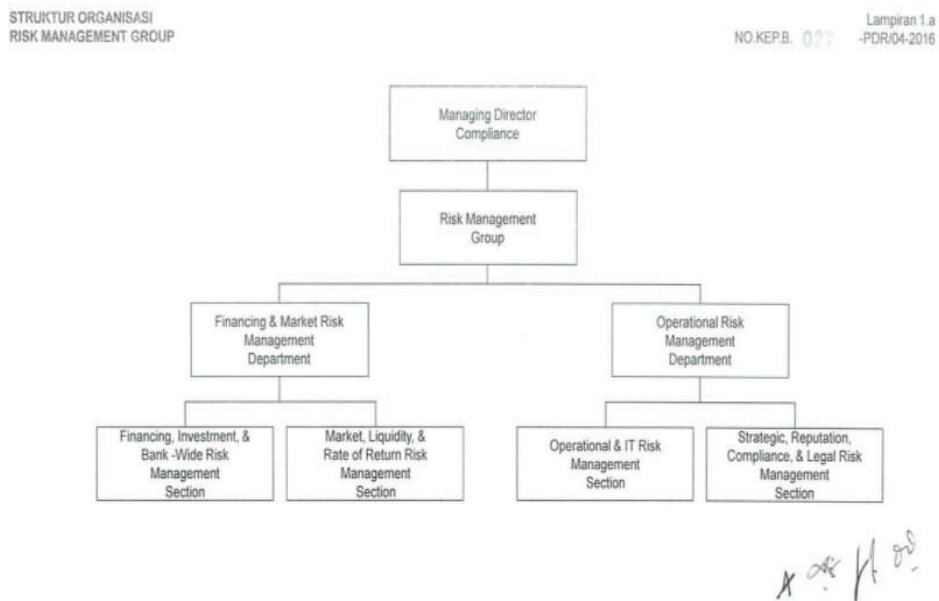 STRUKTUR ORGANISASI
RISK MANAGEMENT GROUP
Lampiran 1.a
NO.KEP.B. -PDR/04-2016
Managing Director
Compliance
Risk Management
Group
Financing & Market Risk
Management
Department
Operational Risk
Management
Department
Financing, Investment, &
Bank -Wide Risk
Management
Section
Market, Liquidity, &
Rate of Return Risk
Management
Section
Operational & IT Risk
Management
Section
Strategic, Reputation,
Compliance, & Legal Risk
Management
Section